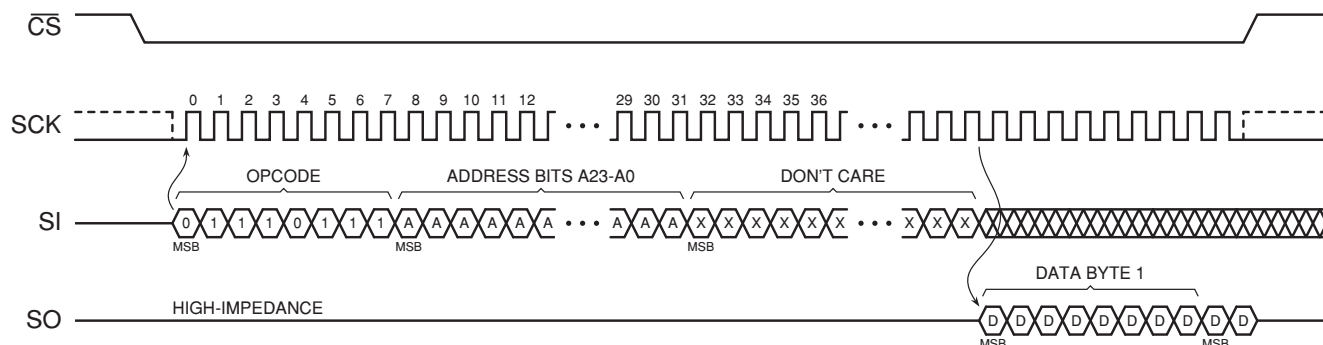 CS
0 1 2 3 4 5 6 7 8 9 10 11 12 29 30 31 32 33 34 35 36
SCK
OPCODE ADDRESS BITS A23-A0 DON'T CARE
SI 0 1 1 1 0 1 1 1 A A A A A A A A A X X X X X X X X X
MSB MSB MSB
DATA BYTE 1
HIGH-IMPEDANCE
SO D D D D D D D D D D
MSB MSB